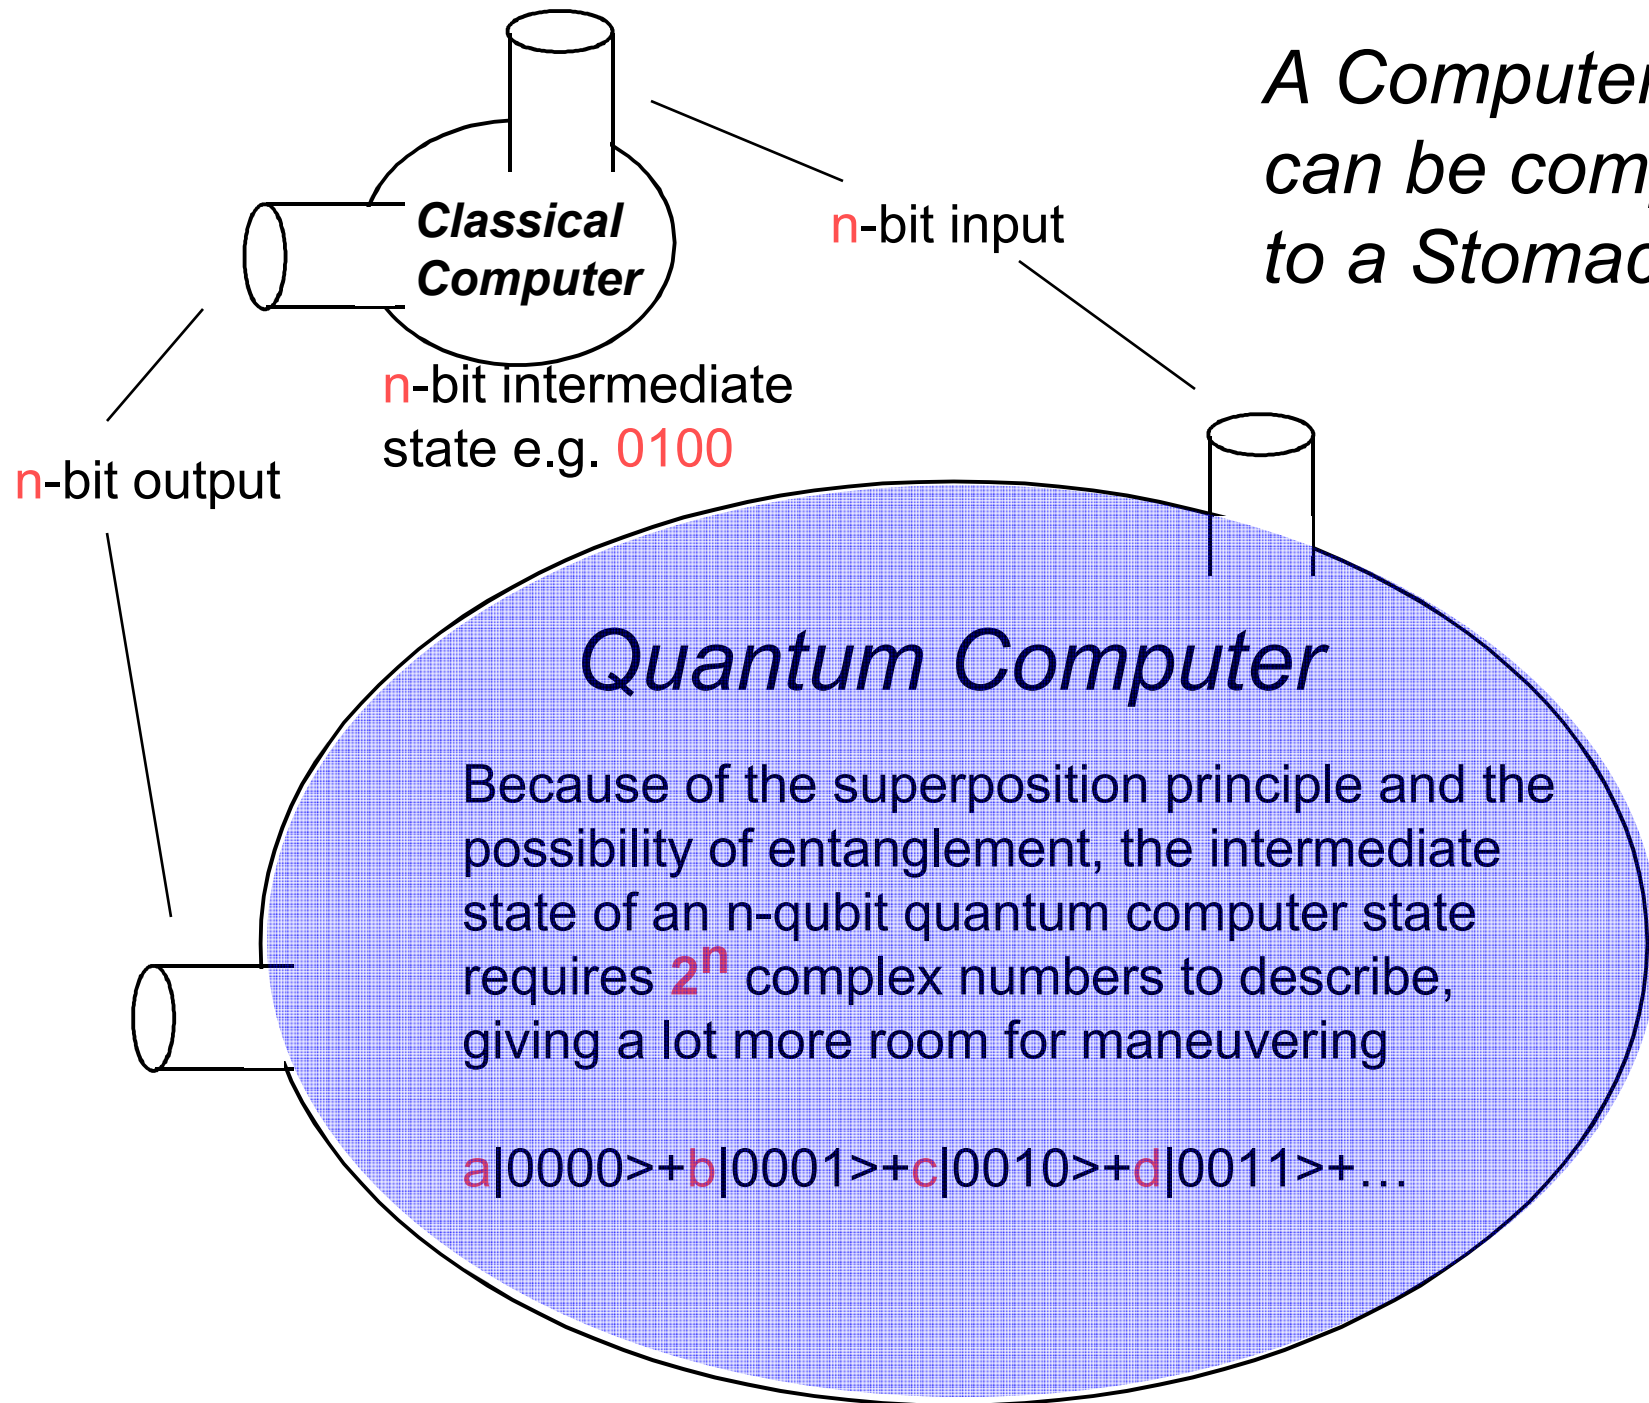 A Computer
can be com
to a Stomac
Classical
Computer
n-bit input
n-bit intermediate
state e.g. 0100
n-bit output
Quantum Computer
Because of the superposition principle and the
possibility of entanglement, the intermediate
state of an n-qubit quantum computer state
requires 2ⁿ complex numbers to describe,
giving a lot more room for maneuvering
a|0000>+b|0001>+c|0010>+d|0011>+…